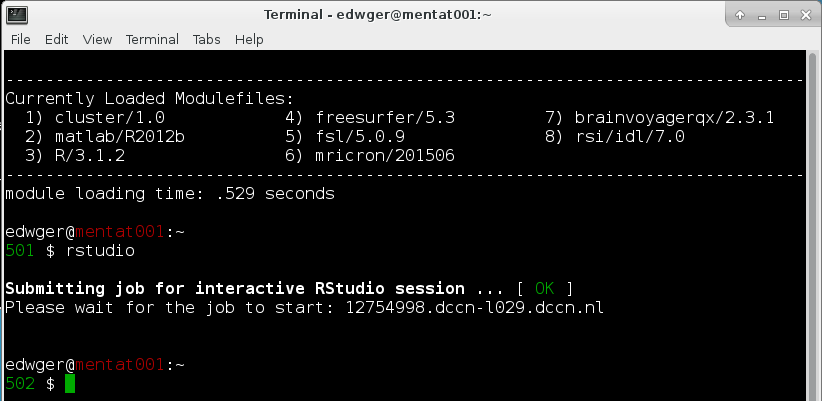 Terminal - edwger@mentat001:~
File Edit View Terminal Tabs Help
--------------------------------------------------------------------------------
Currently Loaded Modulefiles:
1) cluster/1.0 4) freesurfer/5.3 7) brainvoyagerqx/2.3.1
2) matlab/R2012b 5) fsl/5.0.9 8) rsi/idl/7.0
3) R/3.1.2 6) mricron/201506
--------------------------------------------------------------------------------
module loading time: .529 seconds
edwger@mentat001:~
501 $ rstudio
Submitting job for interactive RStudio session ... [ OK ]
Please wait for the job to start: 12754998.dccn-l029.dccn.nl
edwger@mentat001:~
502 $